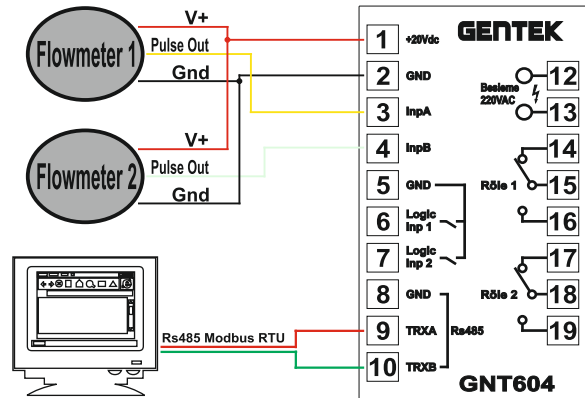 Flowmeter 1
V+
Pulse Out
Gnd
Flowmeter 2
V+
Pulse Out
Gnd
Rs485 Modbus RTU
GENTEK
1 +20Vdc
2 GND
3 InpA
4 InpB
5 GND
6 Logic Inp 1
7 Logic Inp 2
8 GND
9 TRXA
10 TRXB
Rs485
Besleme
220VAC
12
13
14
Röle 1
15
16
17
Röle 2
18
19
GNT604